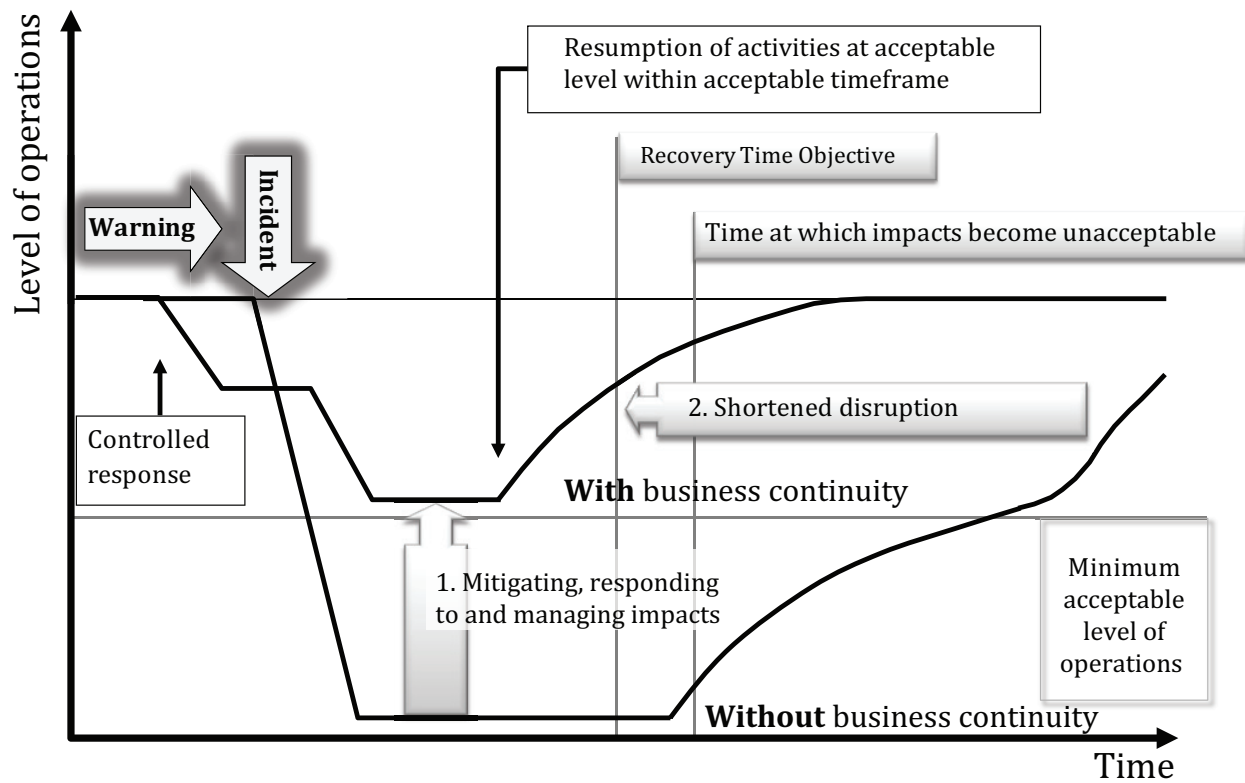 Level of operations
Resumption of activities at acceptable
level within acceptable timeframe
Recovery Time Objective
Warning
Incident
Time at which impacts become unacceptable
2. Shortened disruption
Controlled
response
With business continuity
1. Mitigating, responding
to and managing impacts
Minimum
acceptable
level of
operations
Without business continuity
Time